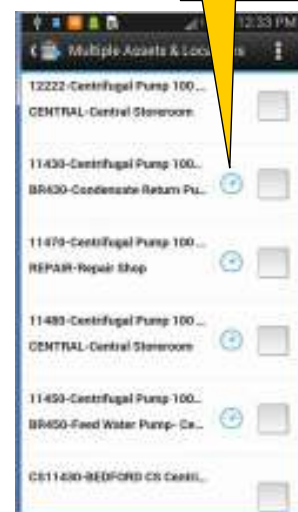 12:33 PM
Multiple Assets & Loc
12222-Centrifugal Pump 100...
CENTRAL-Central Storeroom
11430-Centrifugal Pump 100...
BR430-Condensate Return Pu...
11470-Centrifugal Pump 100...
REPAIR-Repair Shop
11480-Centrifugal Pump 100...
CENTRAL-Central Storeroom
11450-Centrifugal Pump 100...
BR450-Feed Water Pump- Ce...
CS11430-BEDFORD CS Centri...